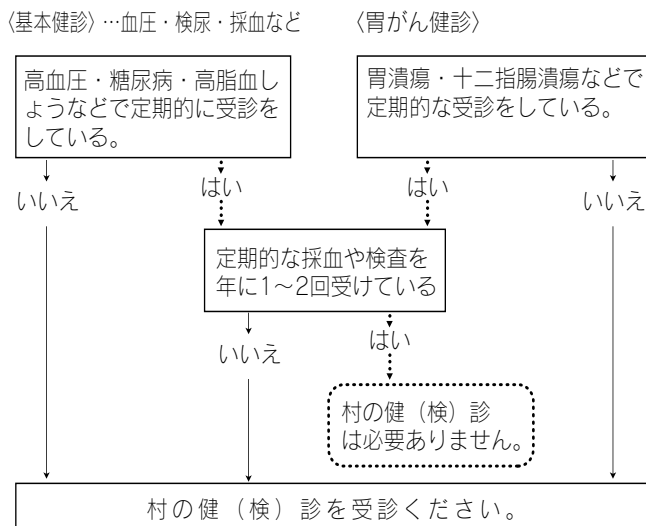 〈基本健診〉…血圧・検尿・採血など
〈胃がん健診〉
高血圧・糖尿病・高脂血し
ょうなどで定期的に受診を
している。
胃潰瘍・十二指腸潰瘍などで
定期的な受診をしている。
いいえ
はい
はい
いいえ
定期的な採血や検査を
年に1～2回受けている
いいえ
はい
村の健（検）診
は必要ありません。
村の健（検）診を受診ください。